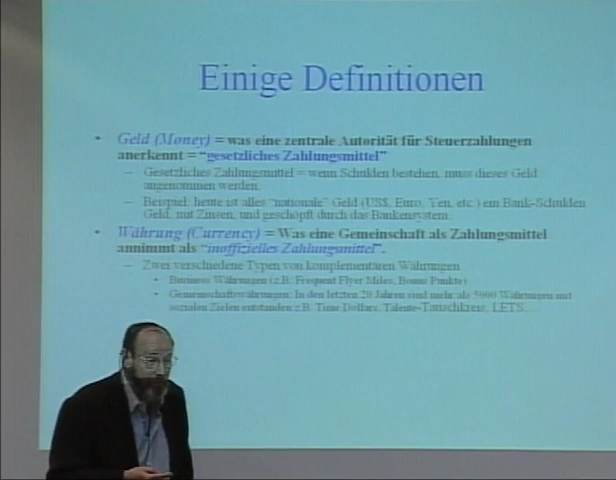 Einige Definitionen
• Geld (Money) = was eine zentrale Autorität für Steuerzahlungen
anerkennt = "gesetzliches Zahlungsmittel"
– Gesetzliches Zahlungsmittel = wenn Schulden bestehen, muss dieses Geld
angenommen werden.
– Beispiel: heute ist alles "nationale" Geld (US$, Euro, Yen, etc.) ein Bank-Schulden
Geld, mit Zinsen, und geschöpft durch das Bankensystem.
• Währung (Currency) = Was eine Gemeinschaft als Zahlungsmittel
annimmt als "inoffizielles Zahlungsmittel".
– Zwei verschiedene Typen von komplementären Währungen
• Business Währungen (z.B. Frequent Flyer Miles, Bonus Punkte)
• Gemeinschaftswährungen: In den letzten 20 Jahren sind mehr als 5000 Währungen mit
sozialen Zielen entstanden z.B. Time Dollars, Talente-Tauschkreis, LETS...